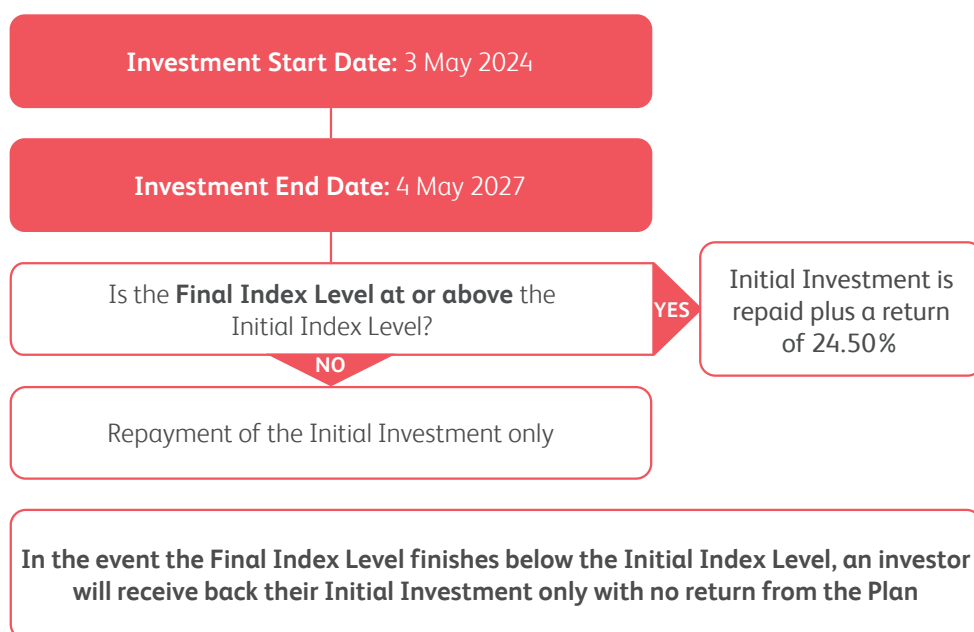 Investment Start Date: 3 May 2024
Investment End Date: 4 May 2027
Is the Final Index Level at or above the
Initial Index Level?
YES
Initial Investment is
repaid plus a return
of 24.50%
NO
Repayment of the Initial Investment only
In the event the Final Index Level finishes below the Initial Index Level, an investor
will receive back their Initial Investment only with no return from the Plan